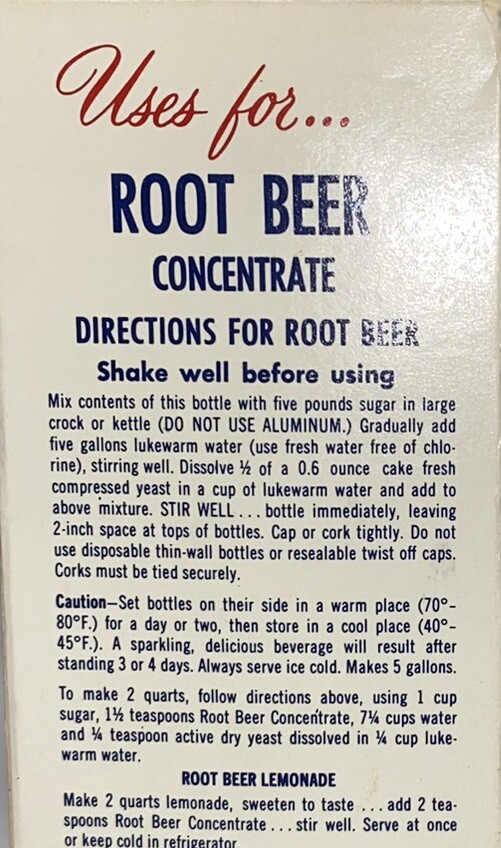 Uses for...
ROOT BEER
CONCENTRATE
DIRECTIONS FOR ROOT BEER
Shake well before using
Mix contents of this bottle with five pounds sugar in large
crock or kettle (DO NOT USE ALUMINUM.) Gradually add
five gallons lukewarm water (use fresh water free of chlo-
rine), stirring well. Dissolve ½ of a 0.6 ounce cake fresh
compressed yeast in a cup of lukewarm water and add to
above mixture. STIR WELL... bottle immediately, leaving
2-inch space at tops of bottles. Cap or cork tightly. Do not
use disposable thin-wall bottles or resealable twist off caps.
Corks must be tied securely.
Caution—Set bottles on their side in a warm place (70°–
80°F.) for a day or two, then store in a cool place (40°–
45°F.). A sparkling, delicious beverage will result after
standing 3 or 4 days. Always serve ice cold. Makes 5 gallons.
To make 2 quarts, follow directions above, using 1 cup
sugar, 1½ teaspoons Root Beer Concentrate, 7¼ cups water
and ¼ teaspoon active dry yeast dissolved in ¼ cup luke-
warm water.
ROOT BEER LEMONADE
Make 2 quarts lemonade, sweeten to taste ... add 2 tea-
spoons Root Beer Concentrate ... stir well. Serve at once
or keep cold in refrigerator.